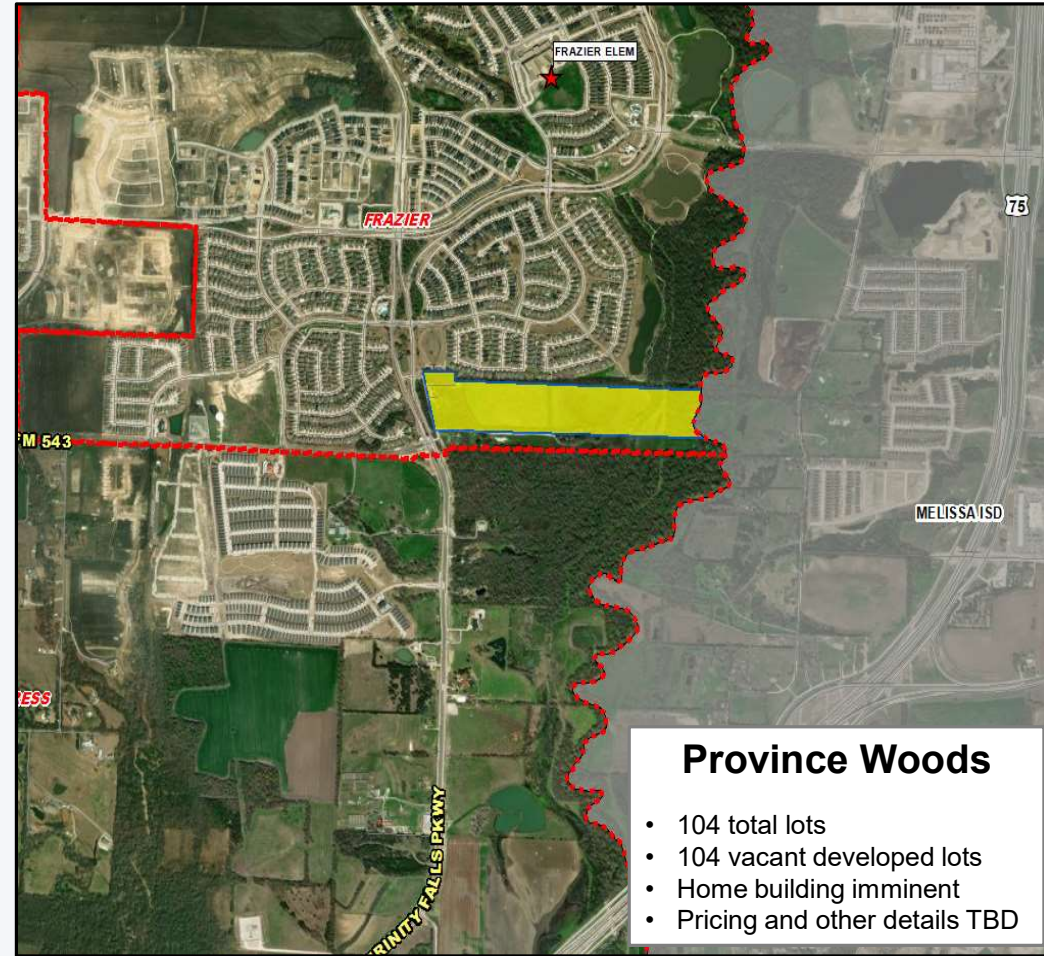 FRAZIER ELEM
75
FRAZIER
FM 543
MELISSA ISD
RESS
TRINITY FALLS PKWY
Province Woods
• 104 total lots
• 104 vacant developed lots
• Home building imminent
• Pricing and other details TBD